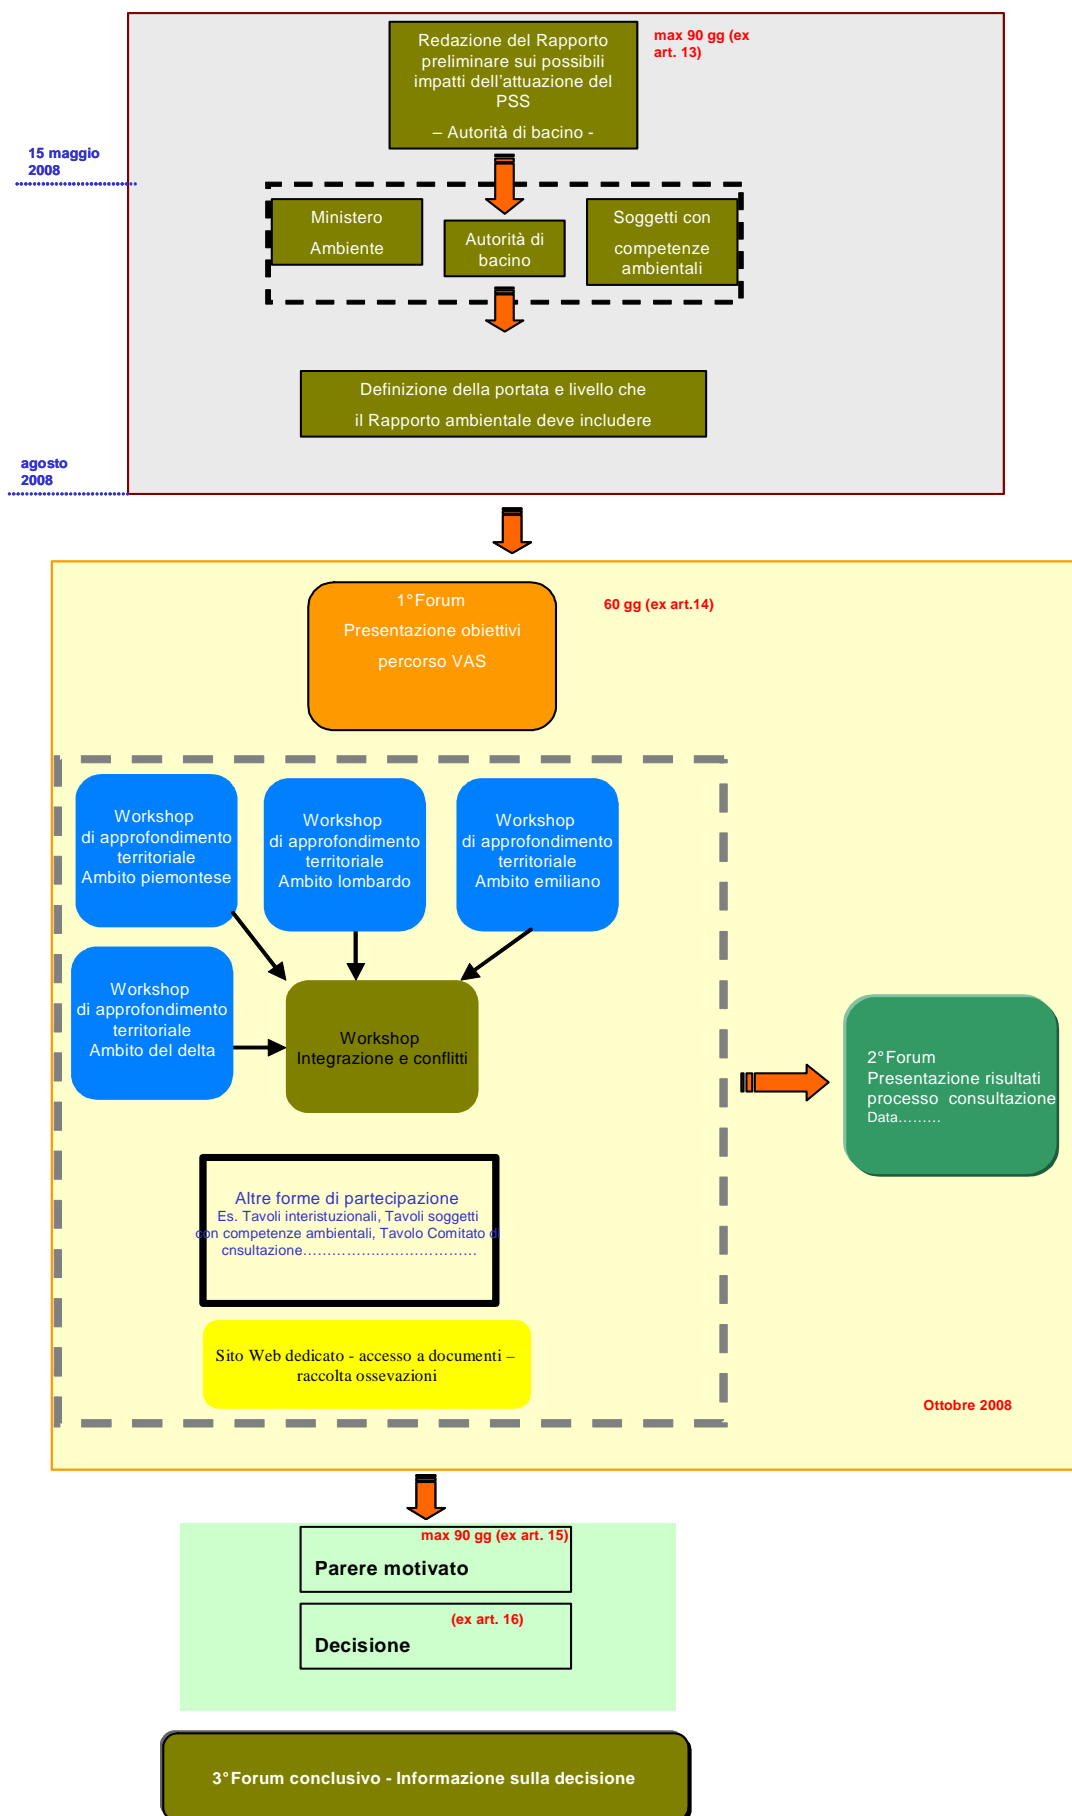 Redazione del Rapporto
preliminare sui possibili
impatti dell'attuazione del
PSS
– Autorità di bacino -
max 90 gg (ex
art. 13)
15 maggio
2008
Ministero
Ambiente
Autorità di
bacino
Soggetti con
competenze
ambientali
Definizione della portata e livello che
il Rapporto ambientale deve includere
agosto
2008
1°Forum
Presentazione obiettivi
percorso VAS
60 gg (ex art.14)
Workshop
di approfondimento
territoriale
Ambito piemontese
Workshop
di approfondimento
territoriale
Ambito lombardo
Workshop
di approfondimento
territoriale
Ambito emiliano
Workshop
di approfondimento
territoriale
Ambito del delta
Workshop
Integrazione e conflitti
2°Forum
Presentazione risultati
processo consultazione
Data………
Altre forme di partecipazione
Es. Tavoli interistuzionali, Tavoli soggetti
con competenze ambientali, Tavolo Comitato di
cnsultazione…………………………………
Sito Web dedicato - accesso a documenti –
raccolta ossevazioni
Ottobre 2008
max 90 gg (ex art. 15)
Parere motivato
(ex art. 16)
Decisione
3°Forum conclusivo - Informazione sulla decisione